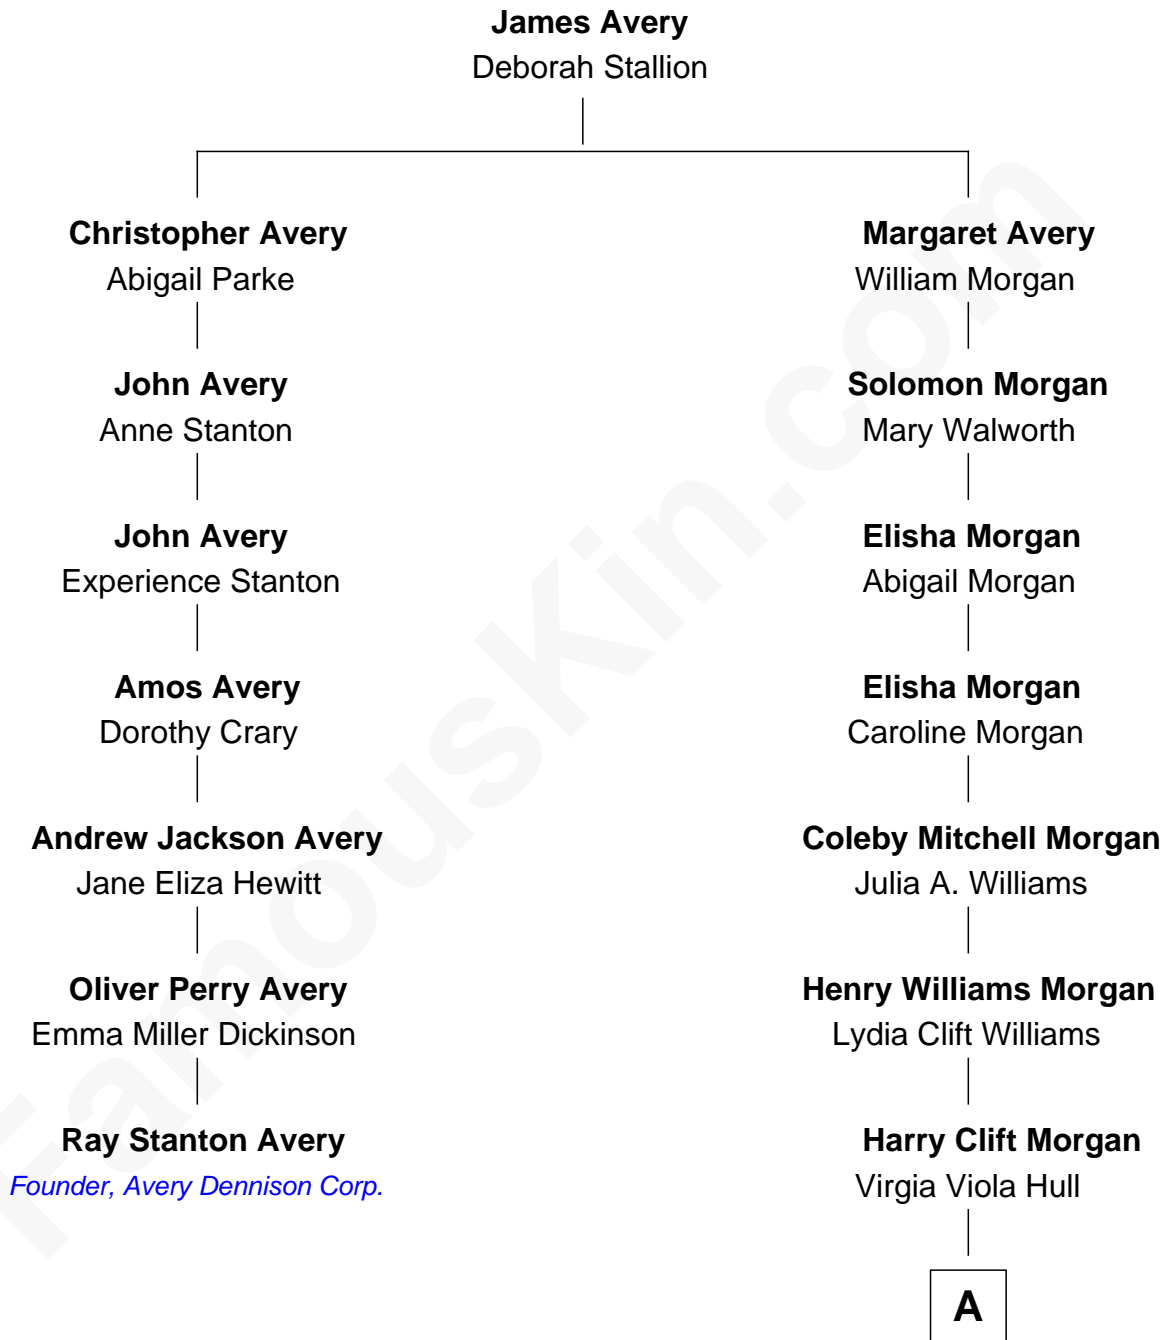 James Avery
Deborah Stallion
Christopher Avery
Abigail Parke
Margaret Avery
William Morgan
John Avery
Anne Stanton
Solomon Morgan
Mary Walworth
John Avery
Experience Stanton
Elisha Morgan
Abigail Morgan
Amos Avery
Dorothy Crary
Elisha Morgan
Caroline Morgan
Andrew Jackson Avery
Jane Eliza Hewitt
Coleby Mitchell Morgan
Julia A. Williams
Oliver Perry Avery
Emma Miller Dickinson
Henry Williams Morgan
Lydia Clift Williams
Ray Stanton Avery
Founder, Avery Dennison Corp.
Harry Clift Morgan
Virgia Viola Hull
A
FamousKin.com